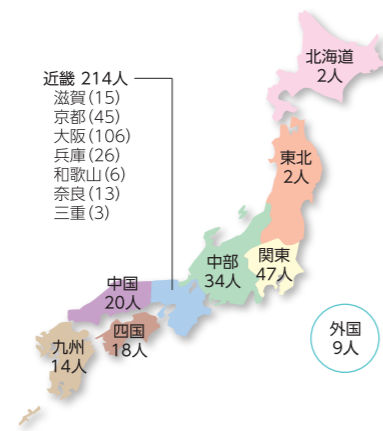 北海道
2人
近畿 214人
滋賀(15)
京都(45)
大阪(106)
兵庫(26)
和歌山(6)
奈良(13)
三重(3)
東北
2人
中部
34人
関東
47人
中国
20人
四国
18人
九州
14人
外国
9人